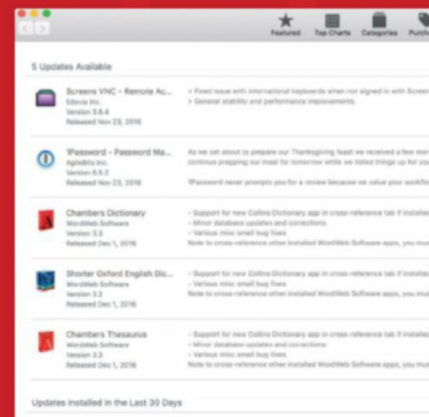 Featured Top Charts Categories Purch
5 Updates Available
Screens VNC - Remote Ac...
Edovia Inc.
Version 3.8.4
Released Nov 23, 2016
> Fixed issue with international keyboards when not signed in with Screen
> General stability and performance improvements.
1Password - Password Ma...
AgileBits Inc.
Version 6.5.2
Released Nov 23, 2016
As we set about to prepare our Thanksgiving feast we received a few mor
continue prepping our meal for tomorrow while we tidied things up for you
1Password never prompts you for a review because we value your workflo
Chambers Dictionary
WordWeb Software
Version 3.3
Released Dec 1, 2016
- Support for new Collins Dictionary app in cross-reference tab if installed
- Minor database updates and corrections
- Various misc small bug fixes
Note to cross-reference other installed WordWeb Software apps, you mus
Shorter Oxford English Dic...
WordWeb Software
Version 3.2
Released Dec 1, 2016
- Support for new Collins Dictionary app in cross-reference tab if installed
- Various misc small bug fixes
Note to cross-reference other installed WordWeb Software apps, you mus
Chambers Thesaurus
WordWeb Software
Version 3.3
Released Dec 1, 2016
- Support for new Collins Dictionary app in cross-reference tab if installed
- Minor database updates and corrections
- Various misc small bug fixes
Note to cross-reference other installed WordWeb Software apps, you mus
Updates Installed in the Last 30 Days